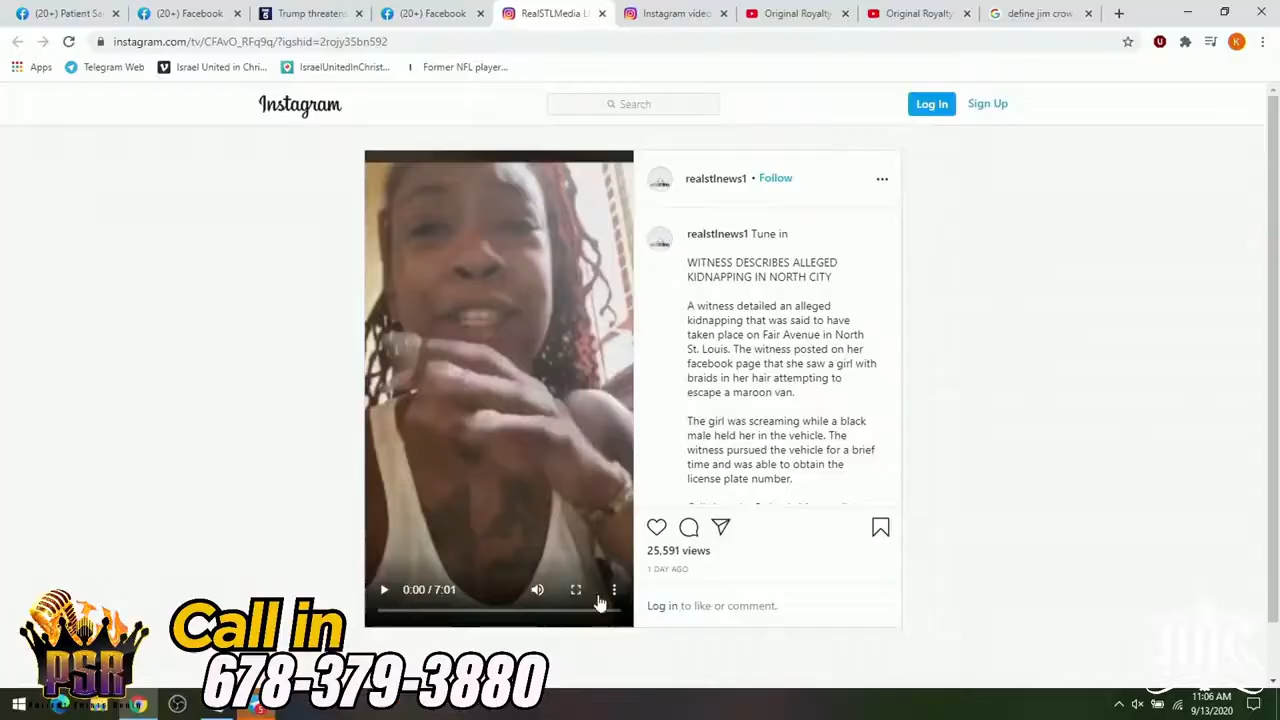 (20+) Patient Sa
(20+) Facebook
Trump threatens
(20+) Facebook
RealSTLMedia L
Instagram video
Original Royalty
Original Royalty
define jim crow
instagram.com/tv/CFAvO_RFq9q/?igshid=2rojy35bn592
Apps
Telegram Web
Israel United in Chri...
IsraelUnitedInChrist...
Former NFL player...
Instagram
Search
Log In
Sign Up
realstlnews1 • Follow
realstlnews1 Tune in
WITNESS DESCRIBES ALLEGED
KIDNAPPING IN NORTH CITY
A witness detailed an alleged
kidnapping that was said to have
taken place on Fair Avenue in North
St. Louis. The witness posted on her
facebook page that she saw a girl with
braids in her hair attempting to
escape a maroon van.
The girl was screaming while a black
male held her in the vehicle. The
witness pursued the vehicle for a brief
time and was able to obtain the
license plate number.
0:00 / 7:01
25,591 views
1 DAY AGO
Log in to like or comment.
PSR
Call in
678-379-3880
11:06 AM
9/13/2020